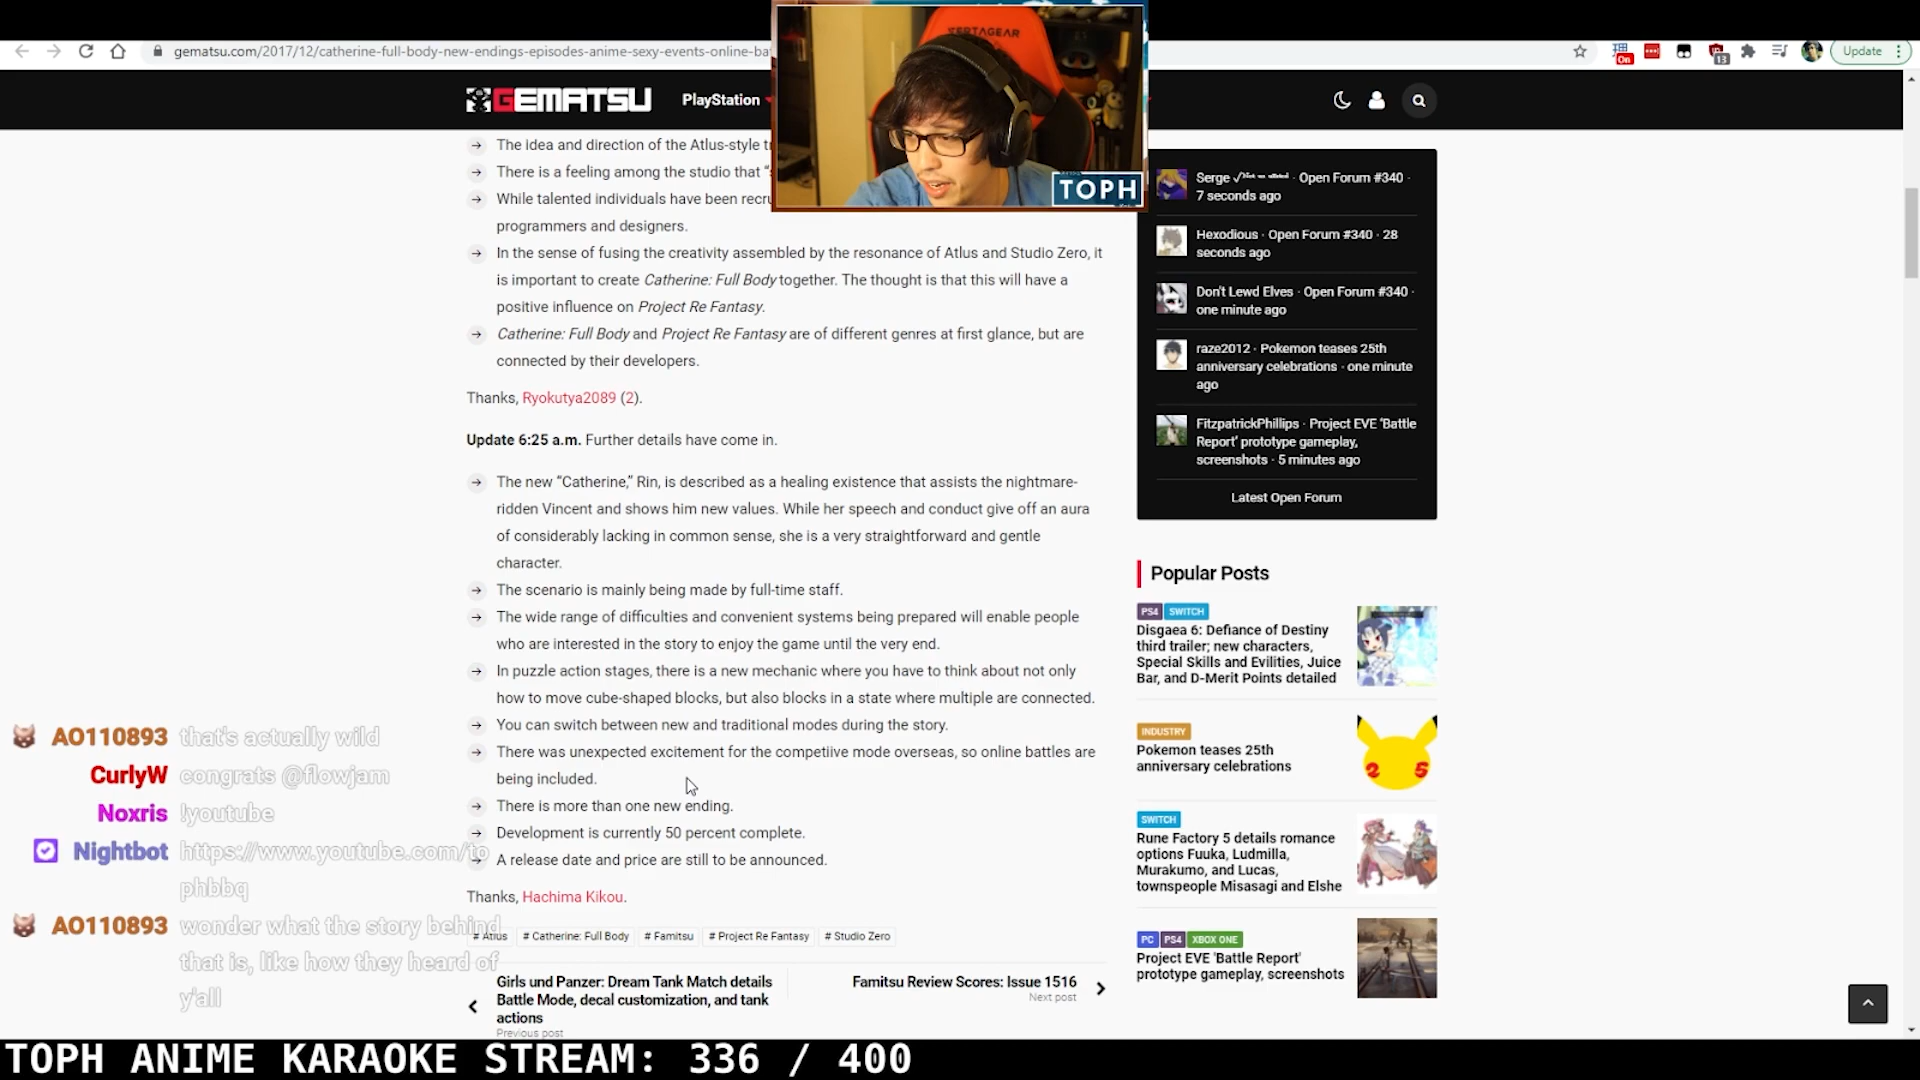 gematsu.com/2017/12/catherine-full-body-new-endings-episodes-anime-sexy-events-online-ba
On
13
Update
GEMATSU
PlayStation
SERTAGEAR
TOPH
The idea and direction of the Atlus-style
There is a feeling among the studio that
While talented individuals have been
programmers and designers.
In the sense of fusing the creativity assembled by the resonance of Atlus and Studio Zero, it
is important to create Catherine: Full Body together. The thought is that this will have a
positive influence on Project Re Fantasy.
Catherine: Full Body and Project Re Fantasy are of different genres at first glance, but are
connected by their developers.
Thanks, Ryokutya2089 (2).
Update 6:25 a.m. Further details have come in.
The new “Catherine,” Rin, is described as a healing existence that assists the nightmare-
ridden Vincent and shows him new values. While her speech and conduct give off an aura
of considerably lacking in common sense, she is a very straightforward and gentle
character.
The scenario is mainly being made by full-time staff.
The wide range of difficulties and convenient systems being prepared will enable people
who are interested in the story to enjoy the game until the very end.
In puzzle action stages, there is a new mechanic where you have to think about not only
how to move cube-shaped blocks, but also blocks in a state where multiple are connected.
You can switch between new and traditional modes during the story.
There was unexpected excitement for the competiive mode overseas, so online battles are
being included.
There is more than one new ending.
Development is currently 50 percent complete.
A release date and price are still to be announced.
Thanks, Hachima Kikou.
# Atlus # Catherine: Full Body # Famitsu # Project Re Fantasy # Studio Zero
Girls und Panzer: Dream Tank Match details
Battle Mode, decal customization, and tank
actions
Previous post
Famitsu Review Scores: Issue 1516
Next post
Serge · Open Forum #340 ·
7 seconds ago
Hexodious · Open Forum #340 · 28
seconds ago
Don't Lewd Elves · Open Forum #340 ·
one minute ago
raze2012 · Pokemon teases 25th
anniversary celebrations · one minute
ago
FitzpatrickPhillips · Project EVE ‘Battle
Report’ prototype gameplay,
screenshots · 5 minutes ago
Latest Open Forum
Popular Posts
PS4 SWITCH
Disgaea 6: Defiance of Destiny
third trailer; new characters,
Special Skills and Evilities, Juice
Bar, and D-Merit Points detailed
INDUSTRY
Pokemon teases 25th
anniversary celebrations
2 5
SWITCH
Rune Factory 5 details romance
options Fuuka, Ludmilla,
Murakumo, and Lucas,
townspeople Misasagi and Elshe
PC PS4 XBOX ONE
Project EVE 'Battle Report'
prototype gameplay, screenshots
AO110893 that's actually wild
CurlyW congrats @flowjam
Noxris !youtube
Nightbot https://www.youtube.com/to
phbbq
AO110893 wonder what the story behind
that is, like how they heard of
y'all
TOPH ANIME KARAOKE STREAM: 336 / 400